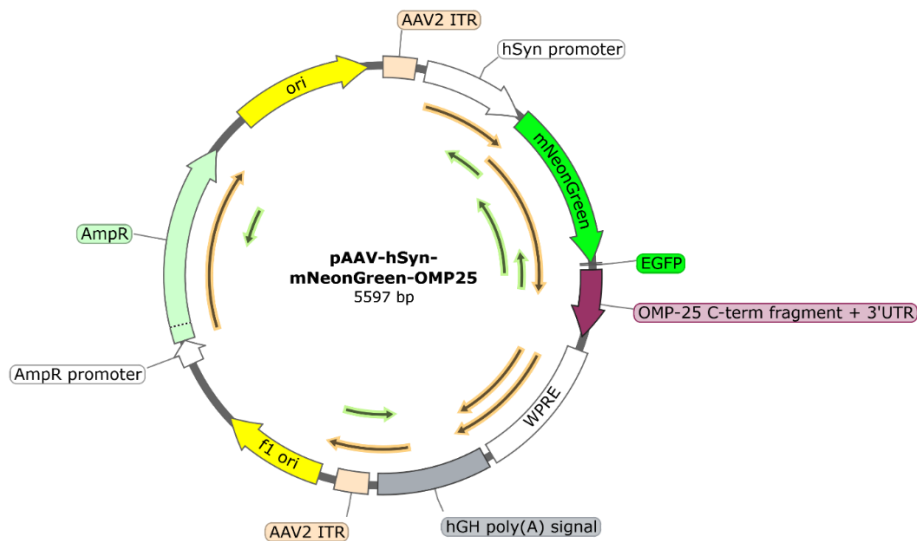 AAV2 ITR
hSyn promoter
ori
mNeonGreen
AmpR
pAAV-hSyn-
mNeonGreen-OMP25
5597 bp
EGFP
OMP-25 C-term fragment + 3'UTR
AmpR promoter
WPRE
f1 ori
AAV2 ITR
hGH poly(A) signal